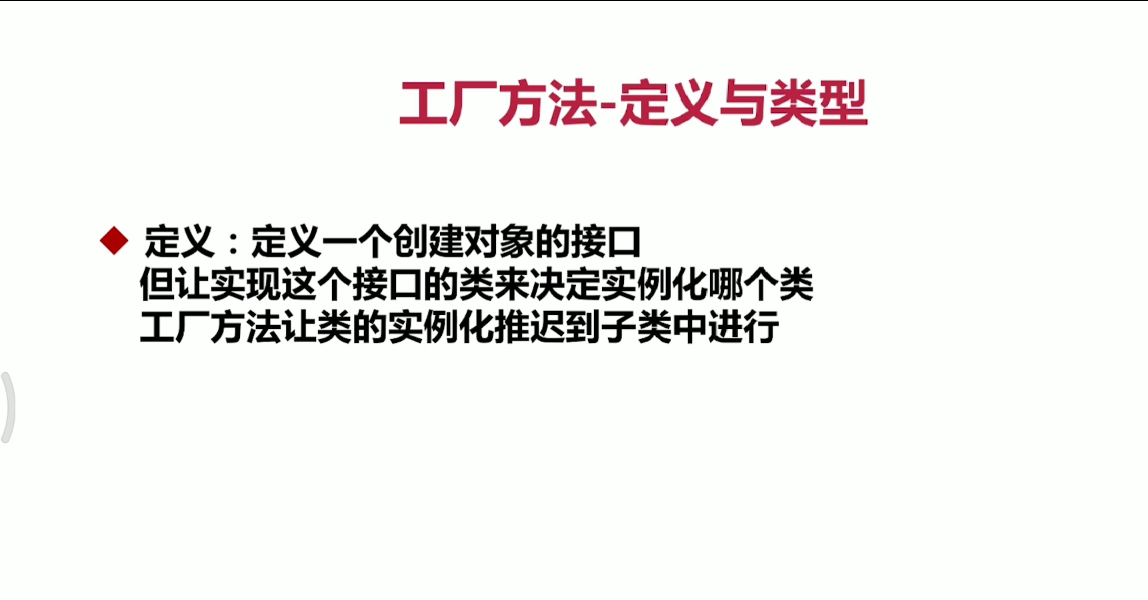 工厂方法-定义与类型
定义：定义一个创建对象的接口
但让实现这个接口的类来决定实例化哪个类
工厂方法让类的实例化推迟到子类中进行